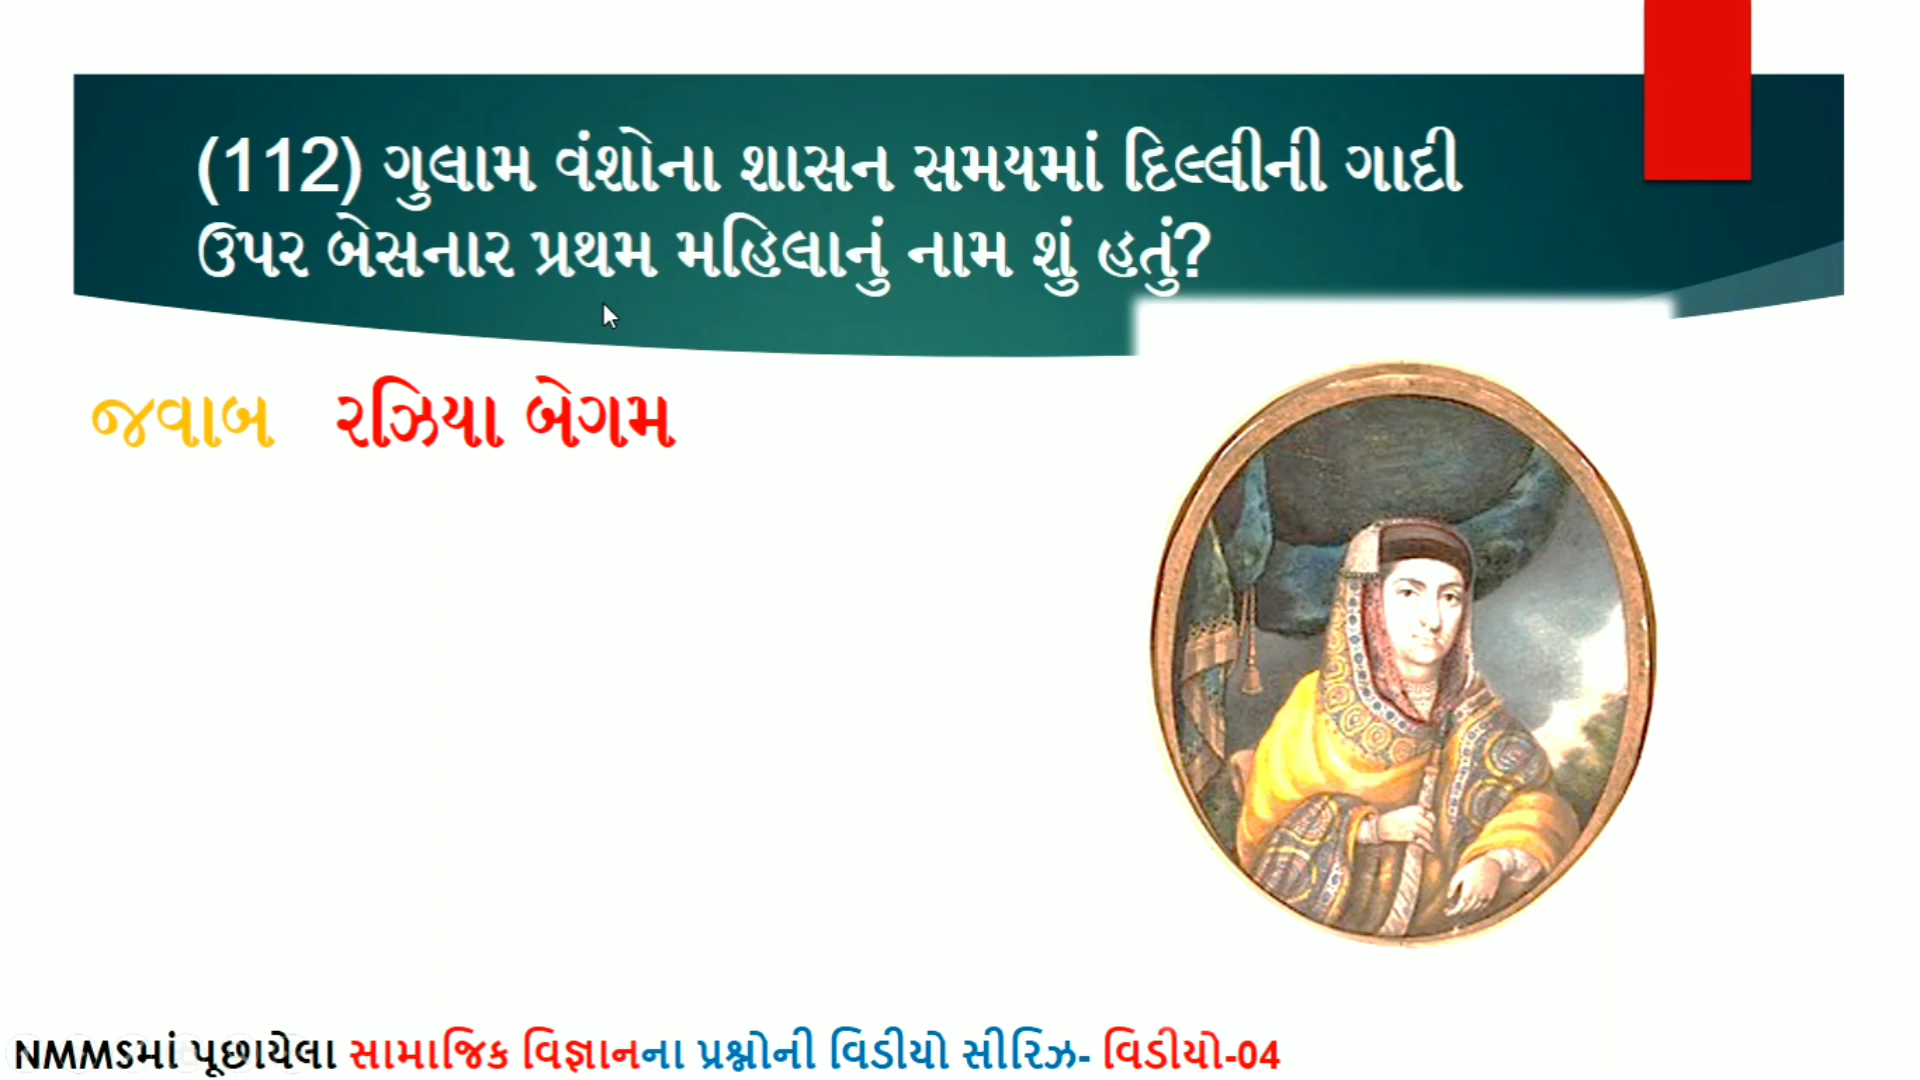 (112) ગુલામ વંશોના શાસન સમયમાં દિલ્લીની ગાદી
ઉપર બેસનાર પ્રથમ મહિલાનું નામ શું હતું?
જવાબ રઝિયા બેગમ
NMMSમાં પૂછાયેલા સામાજિક વિજ્ઞાનના પ્રશ્નોની વિડીયો સીરિઝ- વિડીયો-04